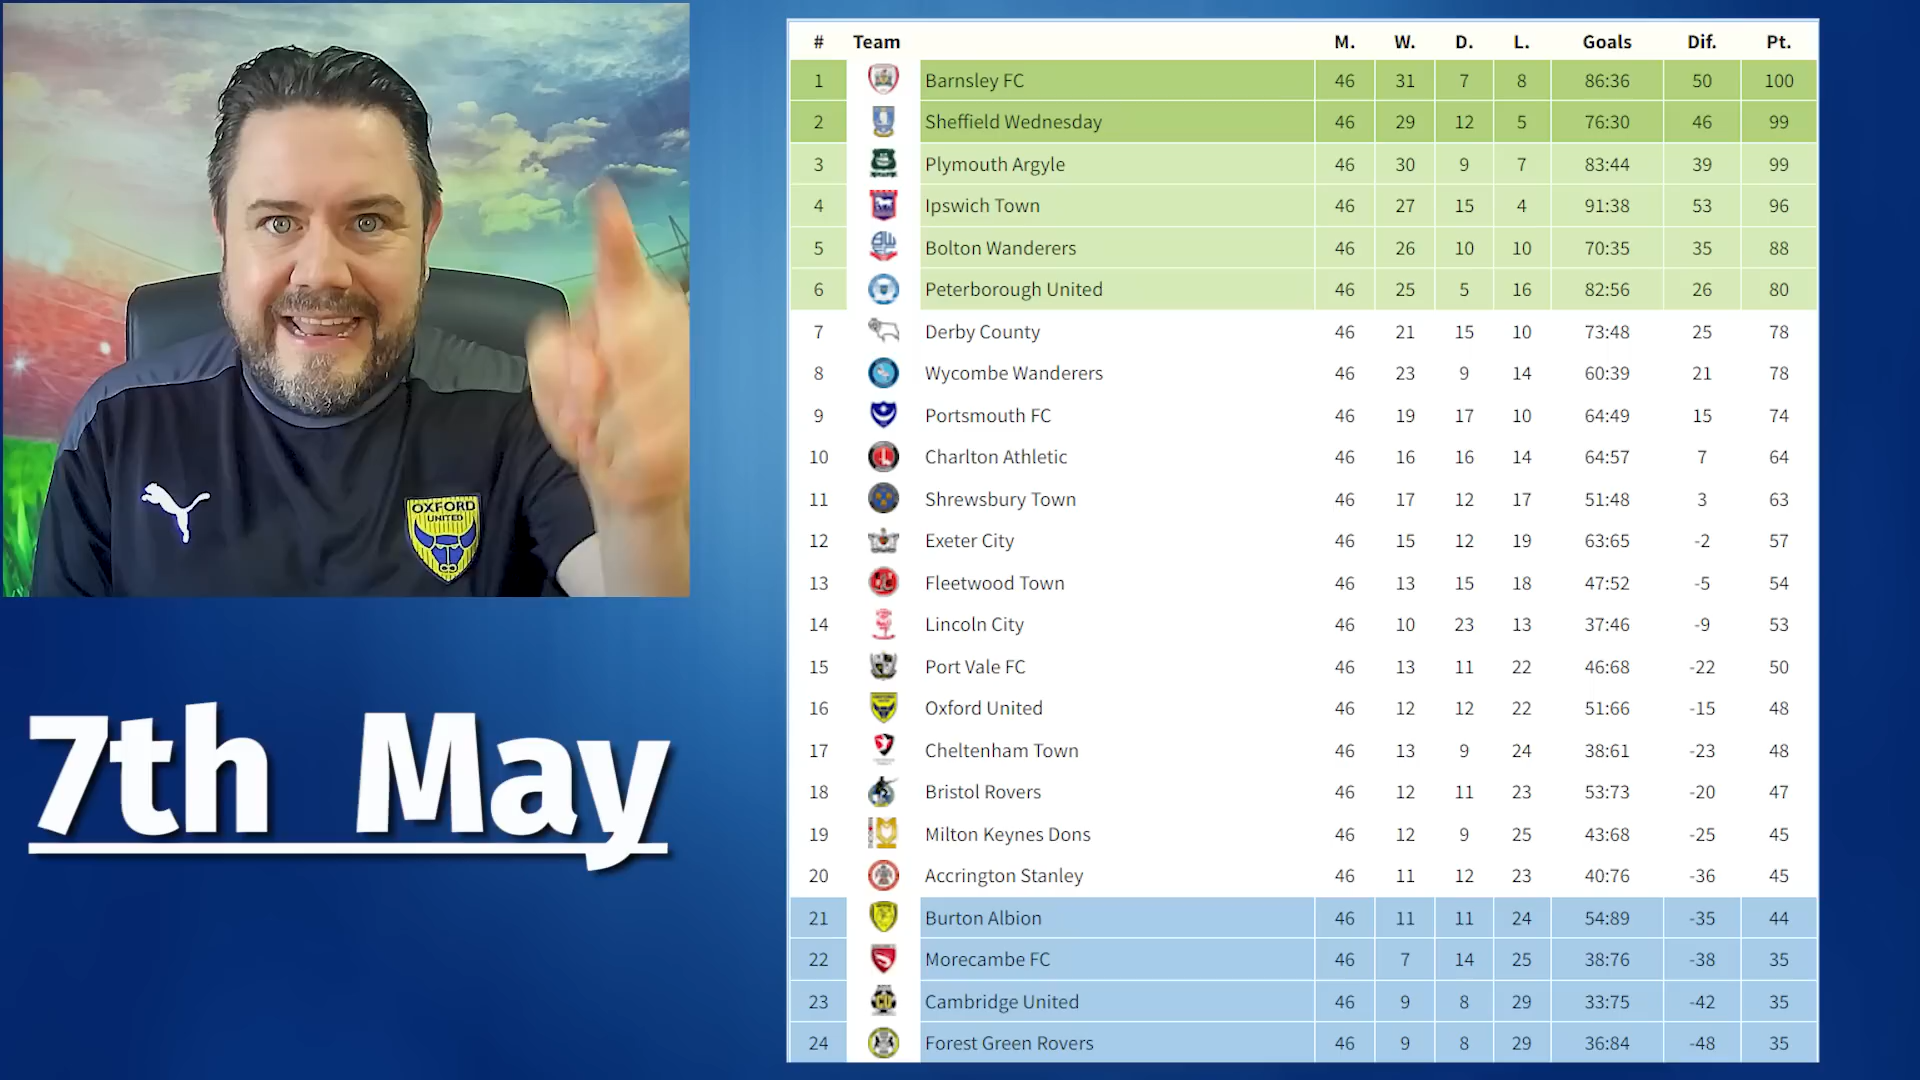 OXFORD
UNITED
7th May
# Team M. W. D. L. Goals Dif. Pt.
1 Barnsley FC 46 31 7 8 86:36 50 100
2 Sheffield Wednesday 46 29 12 5 76:30 46 99
3 Plymouth Argyle 46 30 9 7 83:44 39 99
4 Ipswich Town 46 27 15 4 91:38 53 96
5 Bolton Wanderers 46 26 10 10 70:35 35 88
6 Peterborough United 46 25 5 16 82:56 26 80
7 Derby County 46 21 15 10 73:48 25 78
8 Wycombe Wanderers 46 23 9 14 60:39 21 78
9 Portsmouth FC 46 19 17 10 64:49 15 74
10 Charlton Athletic 46 16 16 14 64:57 7 64
11 Shrewsbury Town 46 17 12 17 51:48 3 63
12 Exeter City 46 15 12 19 63:65 -2 57
13 Fleetwood Town 46 13 15 18 47:52 -5 54
14 Lincoln City 46 10 23 13 37:46 -9 53
15 Port Vale FC 46 13 11 22 46:68 -22 50
16 Oxford United 46 12 12 22 51:66 -15 48
17 Cheltenham Town 46 13 9 24 38:61 -23 48
18 Bristol Rovers 46 12 11 23 53:73 -20 47
19 Milton Keynes Dons 46 12 9 25 43:68 -25 45
20 Accrington Stanley 46 11 12 23 40:76 -36 45
21 Burton Albion 46 11 11 24 54:89 -35 44
22 Morecambe FC 46 7 14 25 38:76 -38 35
23 Cambridge United 46 9 8 29 33:75 -42 35
24 Forest Green Rovers 46 9 8 29 36:84 -48 35